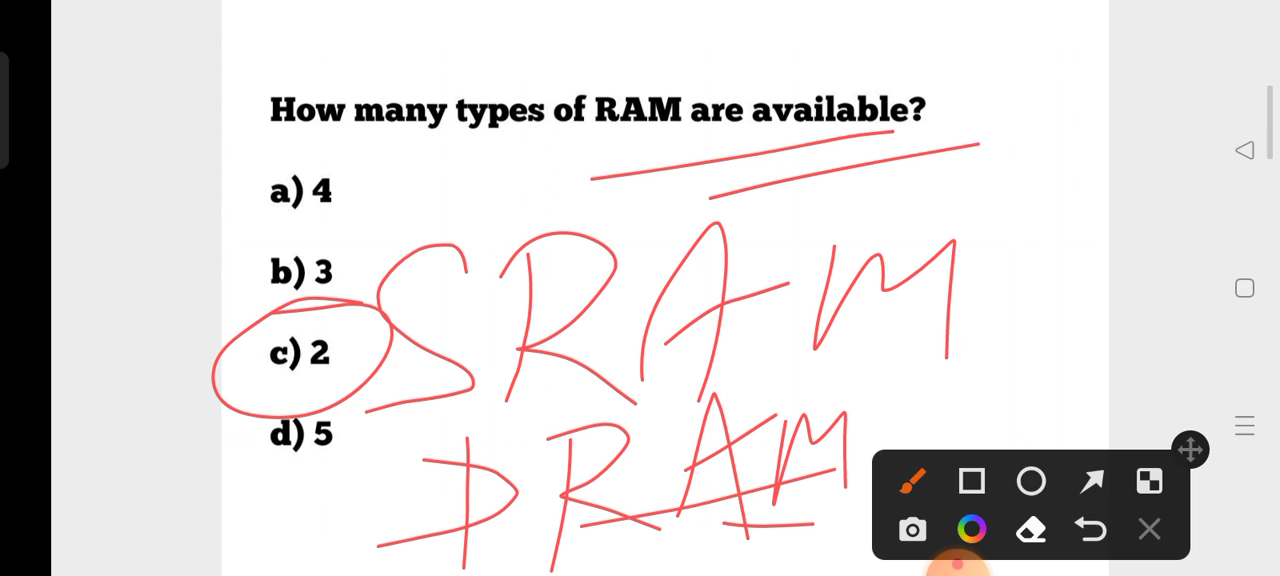 How many types of RAM are available?
a) 4
b) 3
c) 2
d) 5
SRAM
DRAM